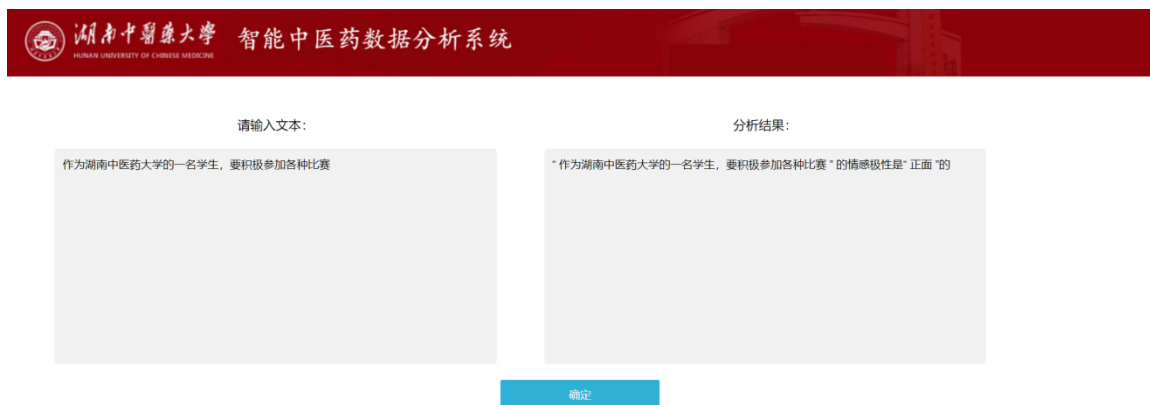 湖南中醫藥大學 智能中医药数据分析系统
HUNAN UNIVERSITY OF CHINESE MEDICINE
请输入文本：
分析结果：
作为湖南中医药大学的一名学生，要积极参加各种比赛
“ 作为湖南中医药大学的一名学生，要积极参加各种比赛 ” 的情感极性是“ 正面 ”的
确定